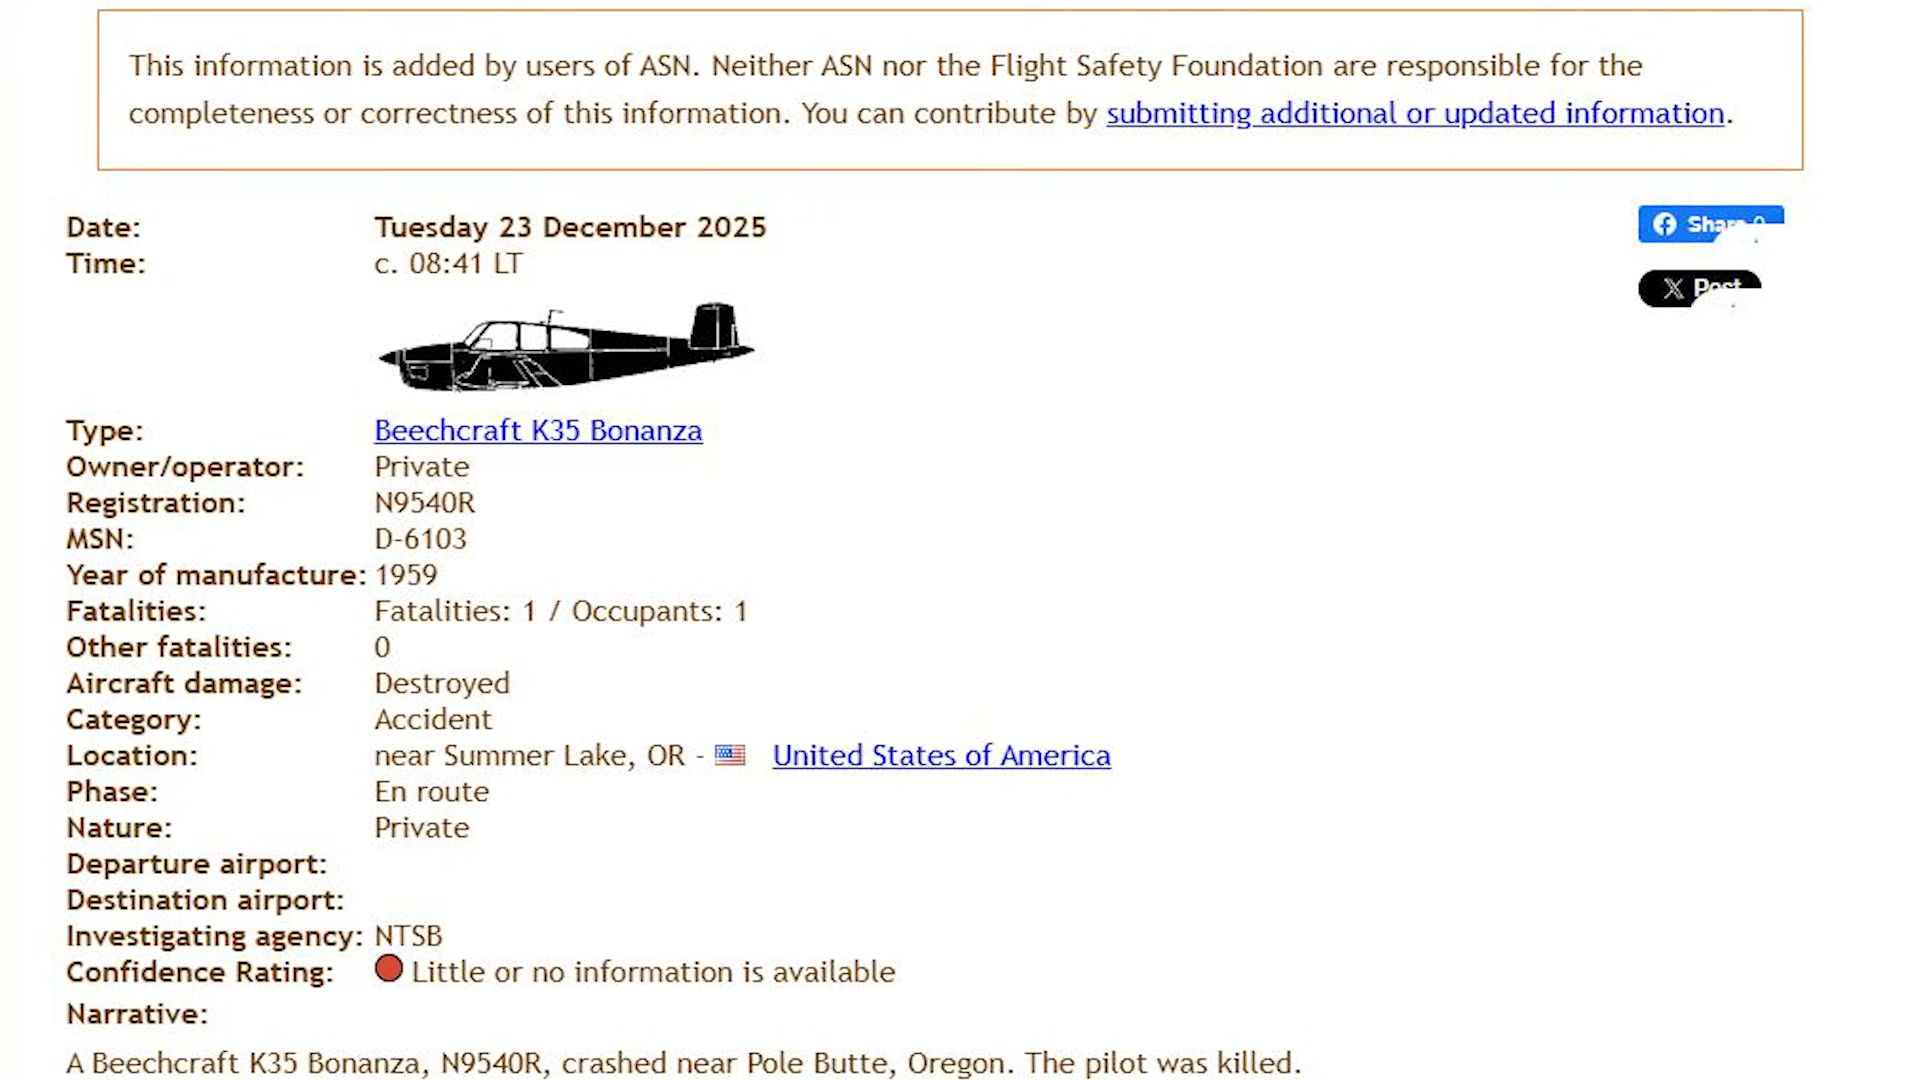 This information is added by users of ASN. Neither ASN nor the Flight Safety Foundation are responsible for the
completeness or correctness of this information. You can contribute by submitting additional or updated information.
Date: Tuesday 23 December 2025
Time: c. 08:41 LT
Share 0
X Post
Type: Beechcraft K35 Bonanza
Owner/operator: Private
Registration: N9540R
MSN: D-6103
Year of manufacture: 1959
Fatalities: Fatalities: 1 / Occupants: 1
Other fatalities: 0
Aircraft damage: Destroyed
Category: Accident
Location: near Summer Lake, OR - United States of America
Phase: En route
Nature: Private
Departure airport:
Destination airport:
Investigating agency: NTSB
Confidence Rating: Little or no information is available
Narrative:
A Beechcraft K35 Bonanza, N9540R, crashed near Pole Butte, Oregon. The pilot was killed.